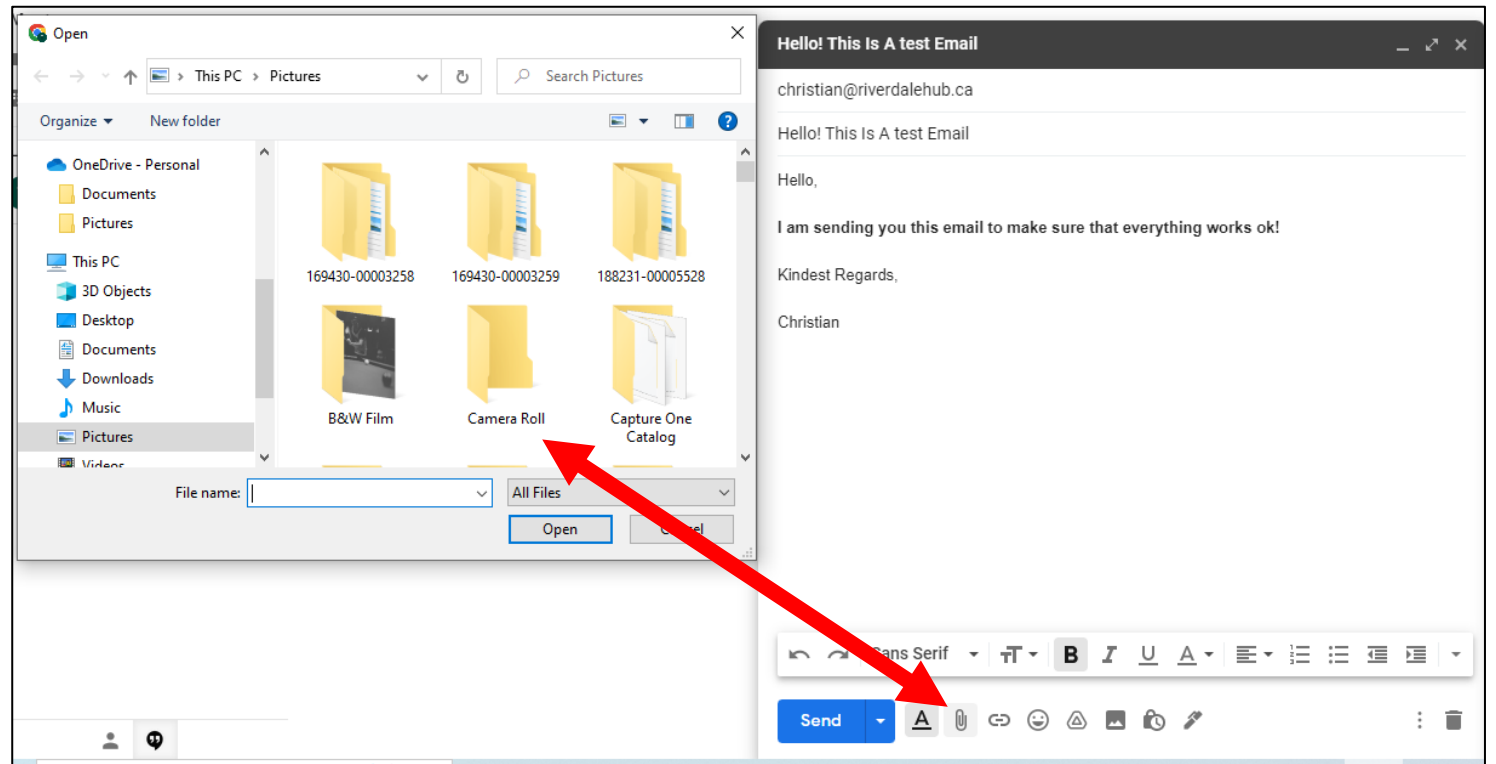 Open
This PC > Pictures
Search Pictures
Organize
New folder
OneDrive - Personal
Documents
Pictures
This PC
3D Objects
Desktop
Documents
Downloads
Music
Pictures
Videos
169430-00003258
169430-00003259
188231-00005528
B&W Film
Camera Roll
Capture One
Catalog
File name:
All Files
Open
Hello! This Is A test Email
christian@riverdalehub.ca
Hello! This Is A test Email
Hello,
I am sending you this email to make sure that everything works ok!
Kindest Regards,
Christian
Sans Serif
B I U A
Send
A